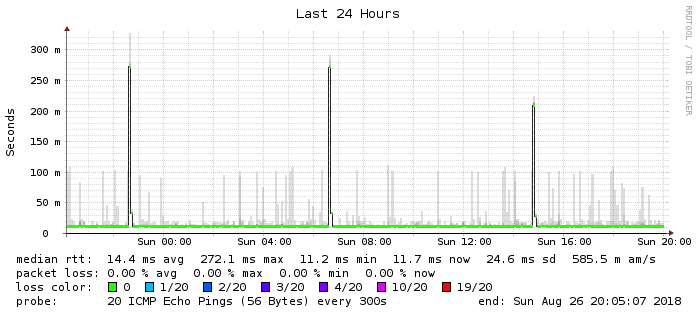 Last 24 Hours
RRDTOOL / TOBI OETIKER
Seconds
300 m
250 m
200 m
150 m
100 m
50 m
0
Sun 00:00 Sun 04:00 Sun 08:00 Sun 12:00 Sun 16:00 Sun 20:00
median rtt: 14.4 ms avg 272.1 ms max 11.2 ms min 11.7 ms now 24.6 ms sd 585.5 m am/s
packet loss: 0.00 % avg 0.00 % max 0.00 % min 0.00 % now
loss color: 0 1/20 2/20 3/20 4/20 10/20 19/20
probe: 20 ICMP Echo Pings (56 Bytes) every 300s end: Sun Aug 26 20:05:07 2018